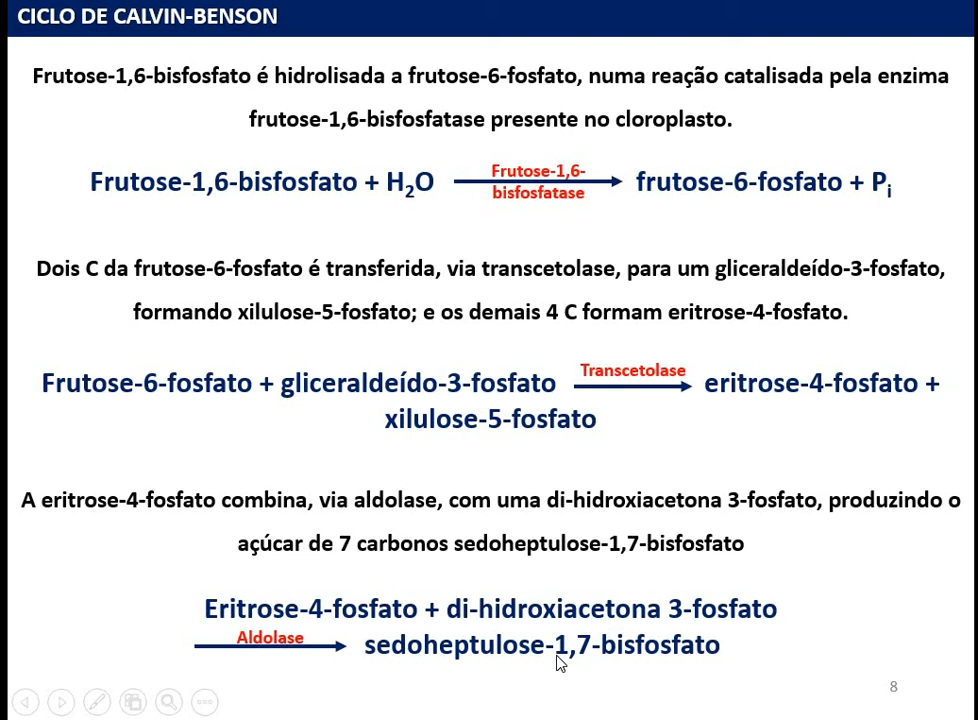 CICLO DE CALVIN-BENSON
Frutose-1,6-bisfosfato é hidrolisada a frutose-6-fosfato, numa reação catalisada pela enzima
frutose-1,6-bisfosfatase presente no cloroplasto.
Frutose-1,6-bisfosfato + H₂O Frutose-1,6- frutose-6-fosfato + Pᵢ
bisfosfatase
Dois C da frutose-6-fosfato é transferida, via transcetolase, para um gliceraldeído-3-fosfato,
formando xilulose-5-fosfato; e os demais 4 C formam eritrose-4-fosfato.
Frutose-6-fosfato + gliceraldeído-3-fosfato Transcetolase eritrose-4-fosfato +
xilulose-5-fosfato
A eritrose-4-fosfato combina, via aldolase, com uma di-hidroxiacetona 3-fosfato, produzindo o
açúcar de 7 carbonos sedoheptulose-1,7-bisfosfato
Eritrose-4-fosfato + di-hidroxiacetona 3-fosfato
Aldolase sedoheptulose-1,7-bisfosfato
8